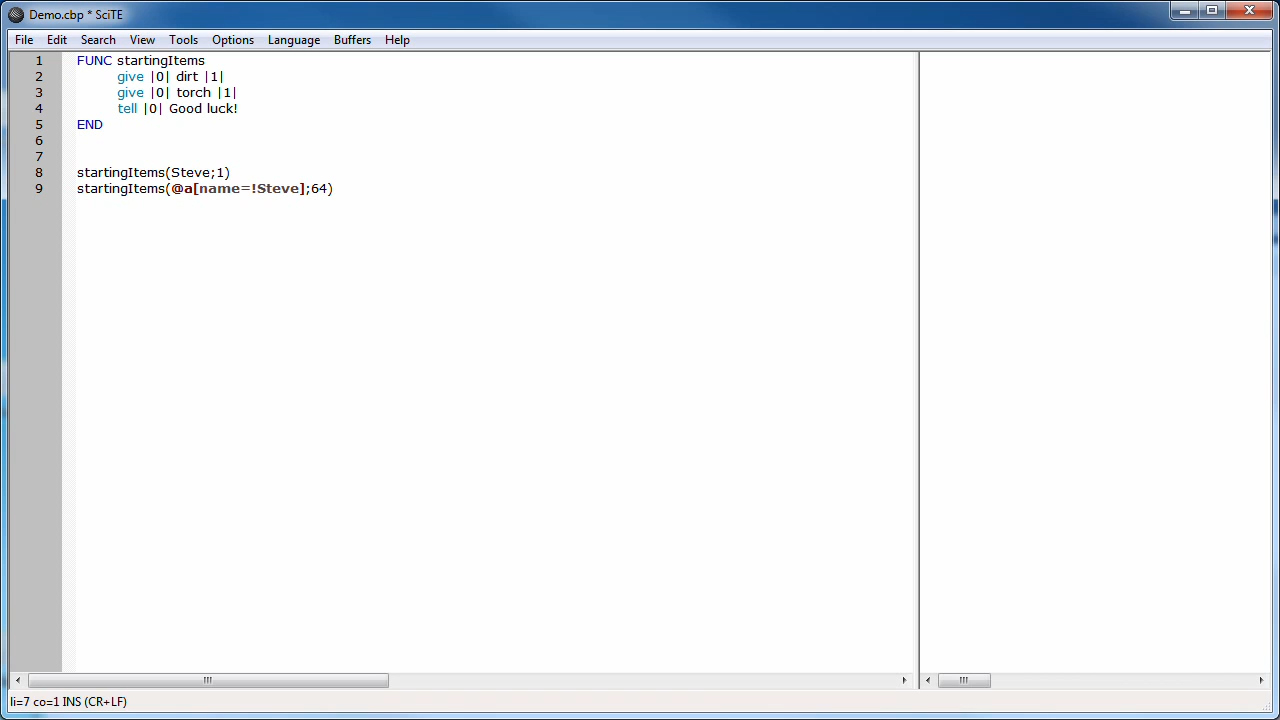 Demo.cbp * SciTE
File Edit Search View Tools Options Language Buffers Help
1 FUNC startingItems
2 give |0| dirt |1|
3 give |0| torch |1|
4 tell |0| Good luck!
5 END
6
7
8 startingItems(Steve;1)
9 startingItems(@a[name=!Steve];64)
li=7 co=1 INS (CR+LF)